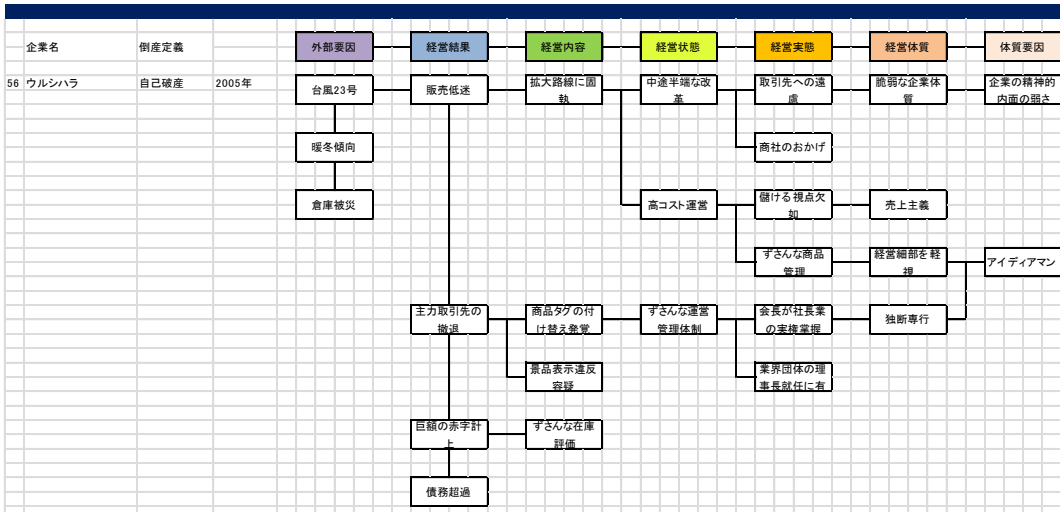 企業名 倒産定義 外部要因 経営結果 経営内容 経営状態 経営実態 経営体質 体質要因
56 ウルシハラ 自己破産 2005年
台風23号
販売低迷
拡大路線に固
執
中途半端な改
革
取引先への遠
慮
脆弱な企業体
質
企業の精神的
内面の弱さ
暖冬傾向
商社のおかげ
倉庫被災
高コスト運営
儲ける視点欠
如
売上主義
ずさんな商品
管理
経営細部を軽
視
アイディアマン
主力取引先の
撤退
商品タグの付
け替え発覚
ずさんな運営
管理体制
会長が社長業
の実権掌握
独断専行
景品表示違反
容疑
業界団体の理
事長就任に有
巨額の赤字計
上
ずさんな在庫
評価
債務超過